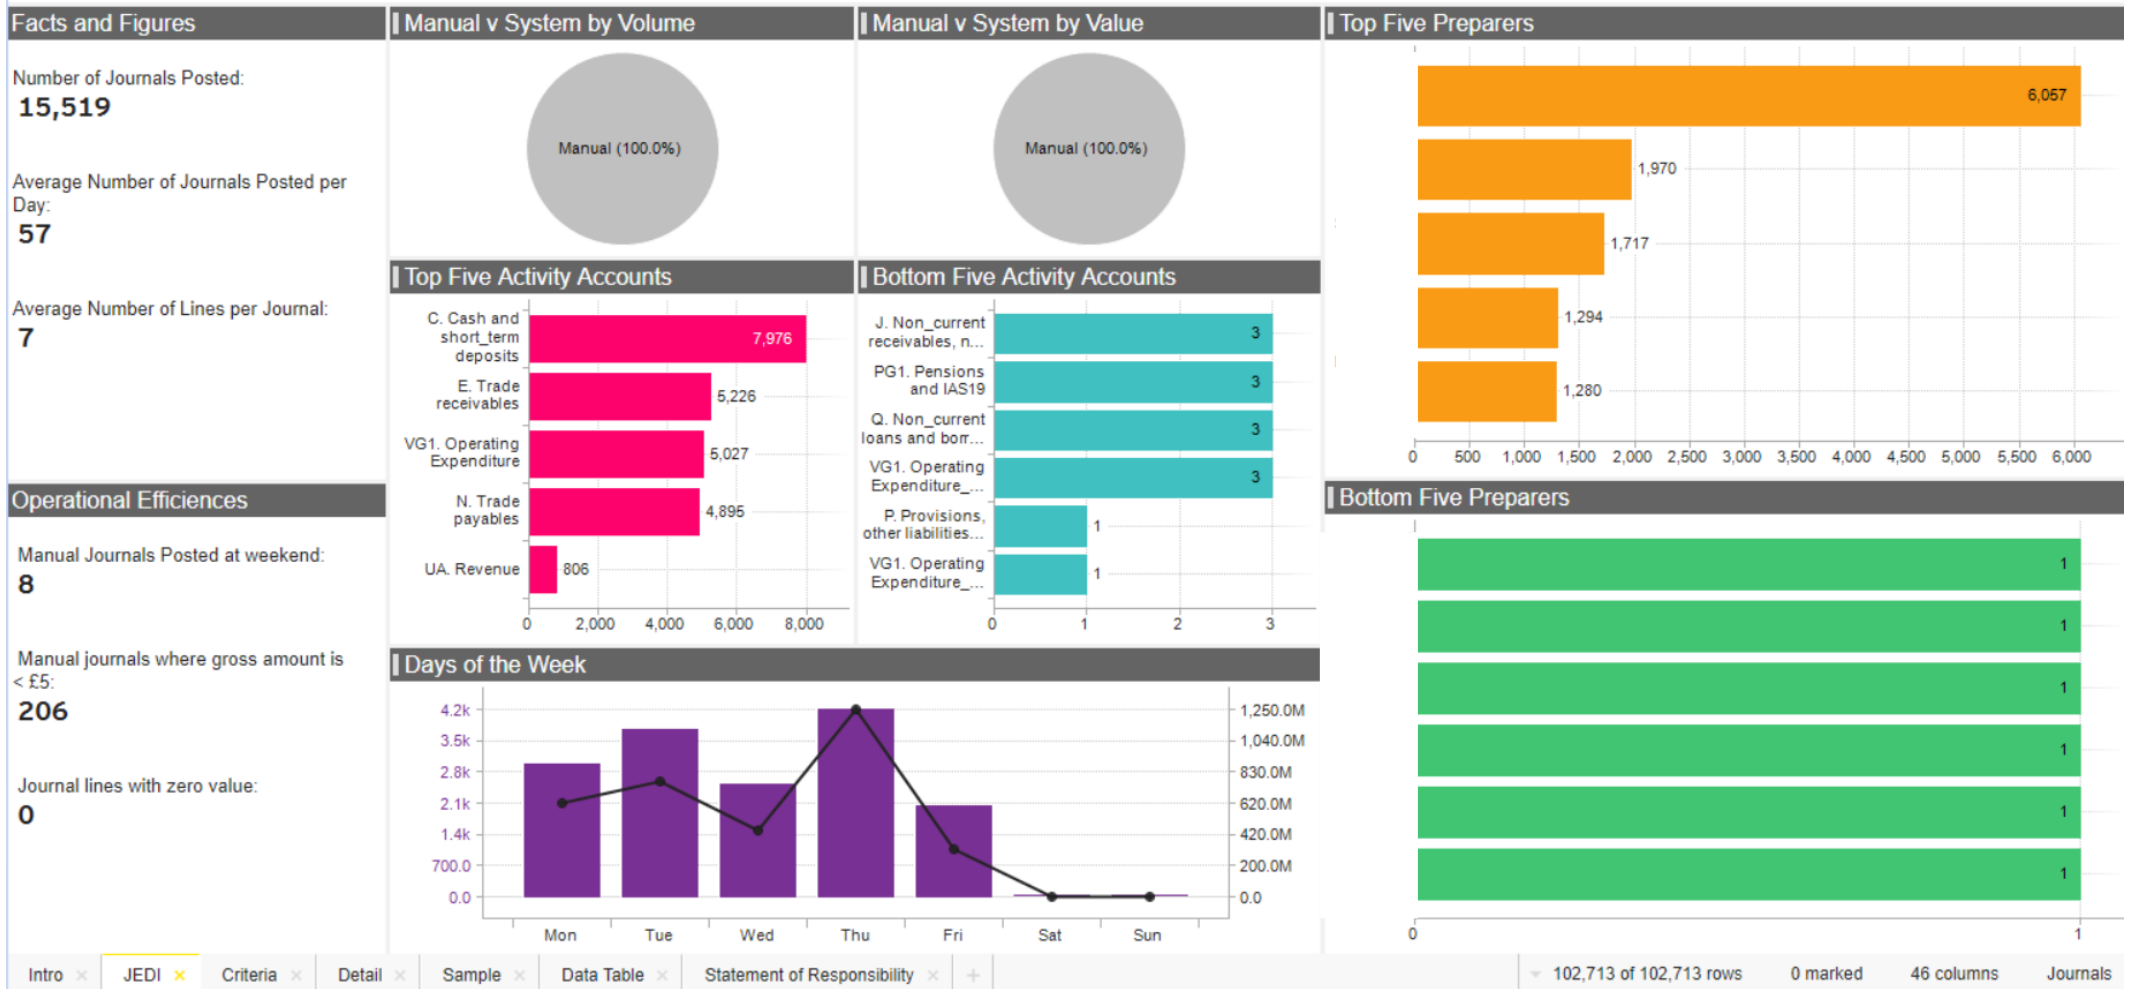 Facts and Figures
Number of Journals Posted:
15,519
Average Number of Journals Posted per
Day:
57
Average Number of Lines per Journal:
7
Operational Efficiences
Manual Journals Posted at weekend:
8
Manual journals where gross amount is
< £5:
206
Journal lines with zero value:
0
Manual v System by Volume
Manual (100.0%)
Manual v System by Value
Manual (100.0%)
Top Five Activity Accounts
C. Cash and
short_term
deposits
7,976
E. Trade
receivables
5,226
VG1. Operating
Expenditure
5,027
N. Trade
payables
4,895
UA. Revenue
806
0 2,000 4,000 6,000 8,000
Bottom Five Activity Accounts
J. Non_current
receivables, n...
3
PG1. Pensions
and IAS19
3
Q. Non_current
loans and borr...
3
VG1. Operating
Expenditure_...
3
P. Provisions,
other liabilities...
1
VG1. Operating
Expenditure_...
1
0 1 2 3
Days of the Week
4.2k 1,250.0M
3.5k 1,040.0M
2.8k 830.0M
2.1k 620.0M
1.4k 420.0M
700.0 200.0M
0.0 0.0
Mon Tue Wed Thu Fri Sat Sun
Top Five Preparers
6,057
1,970
1,717
1,294
1,280
0 500 1,000 1,500 2,000 2,500 3,000 3,500 4,000 4,500 5,000 5,500 6,000
Bottom Five Preparers
1
1
1
1
1
1
0 1
Intro JEDI Criteria Detail Sample Data Table Statement of Responsibility 102,713 of 102,713 rows 0 marked 46 columns Journals